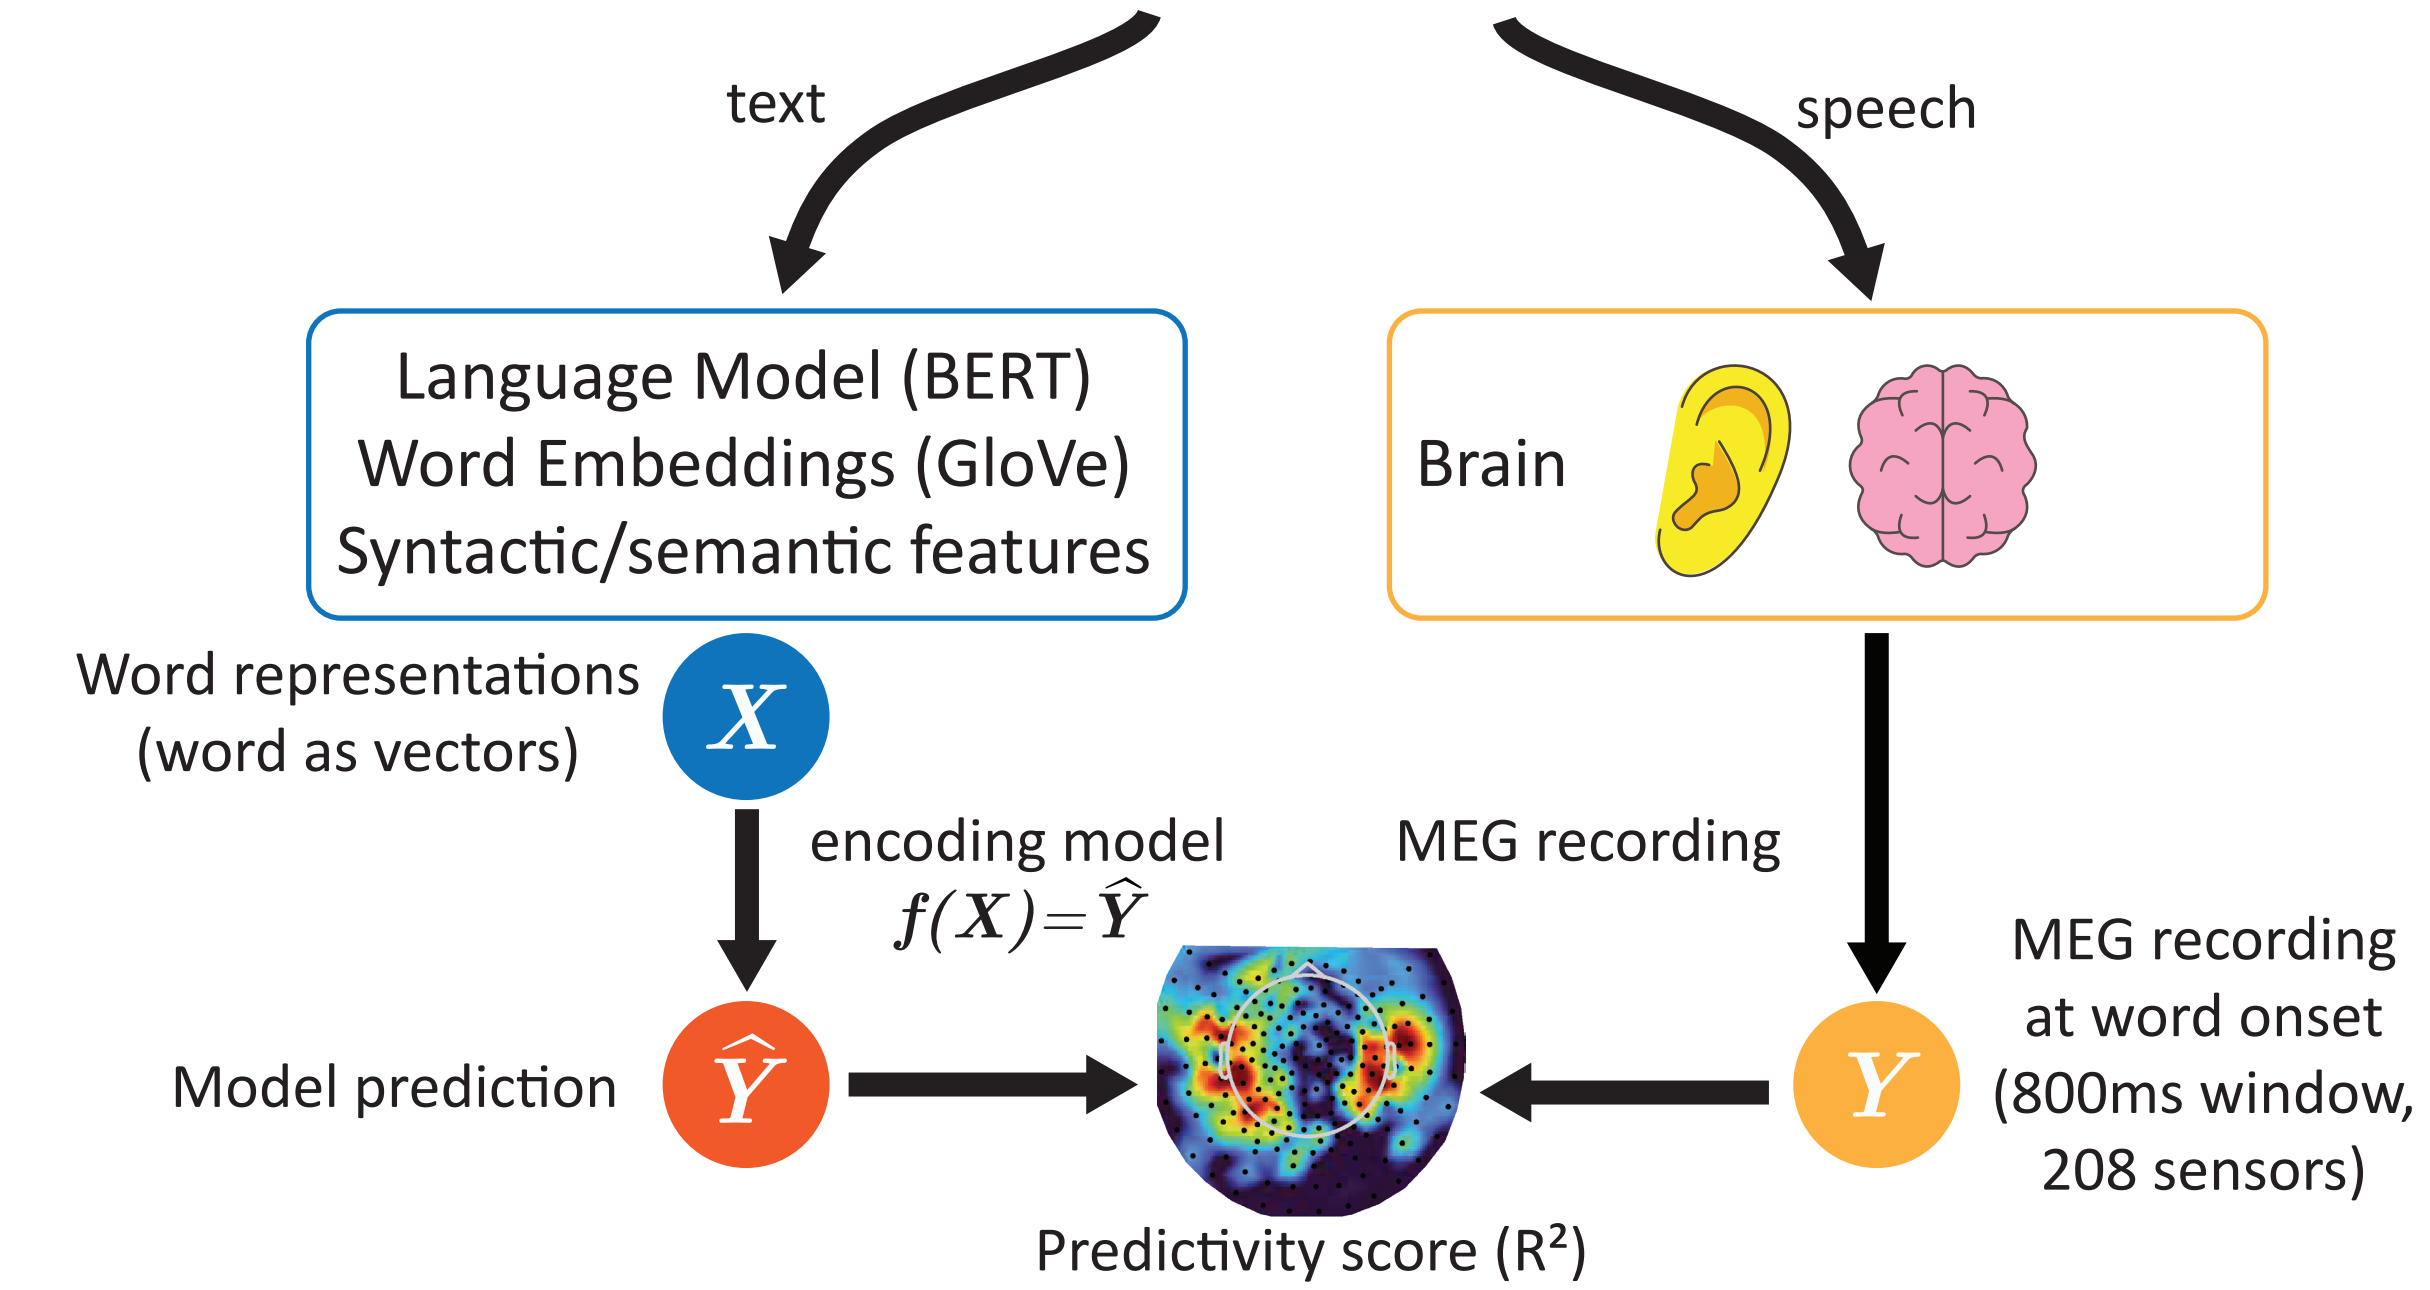 text
speech
Language Model (BERT)
Word Embeddings (GloVe)
Syntactic/semantic features
Brain
Word representations
(word as vectors)
X
encoding model
f(X)=Ŷ
MEG recording
MEG recording
at word onset
(800ms window,
208 sensors)
Model prediction
Ŷ
Y
Predictivity score (R²)